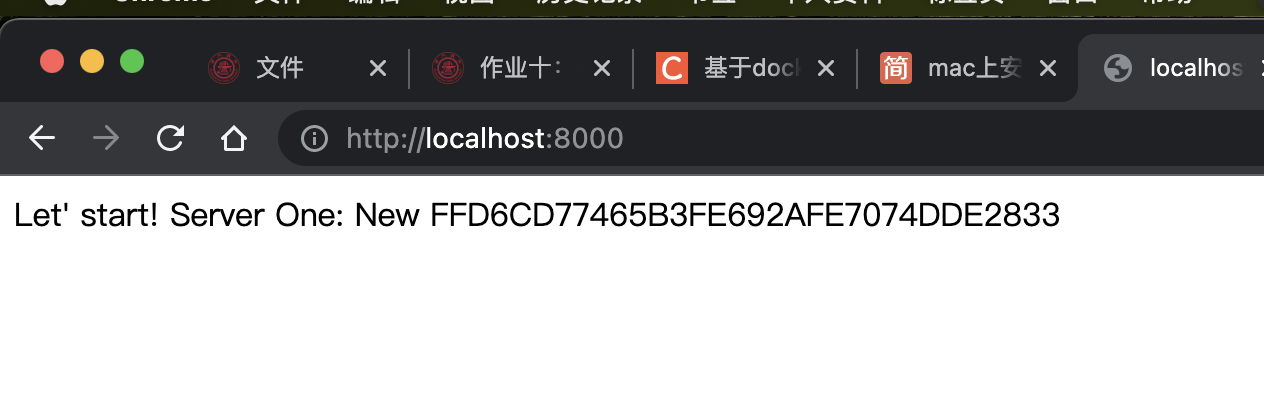 文件
作业十：
基于dock
简
mac上安
localhos
http://localhost:8000
Let' start! Server One: New FFD6CD77465B3FE692AFE7074DDE2833